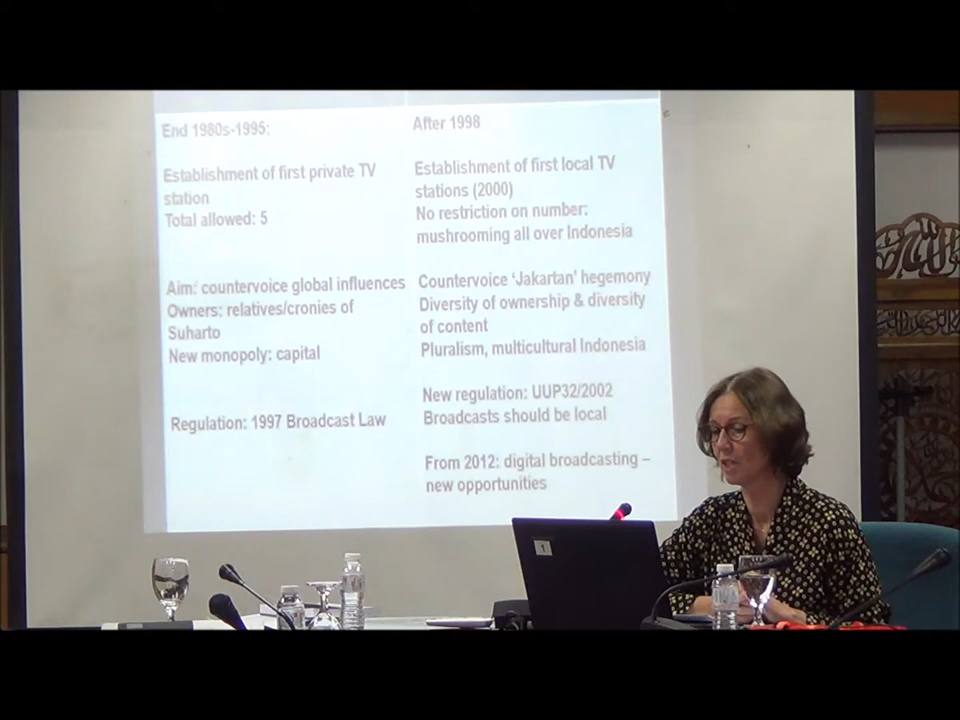 End 1980s-1995:
Establishment of first private TV
station
Total allowed: 5
Aim: countervoice global influences
Owners: relatives/cronies of
Suharto
New monopoly: capital
Regulation: 1997 Broadcast Law
After 1998
Establishment of first local TV
stations (2000)
No restriction on number:
mushrooming all over Indonesia
Countervoice ‘Jakartan’ hegemony
Diversity of ownership & diversity
of content
Pluralism, multicultural Indonesia
New regulation: UUP32/2002
Broadcasts should be local
From 2012: digital broadcasting –
new opportunities
1